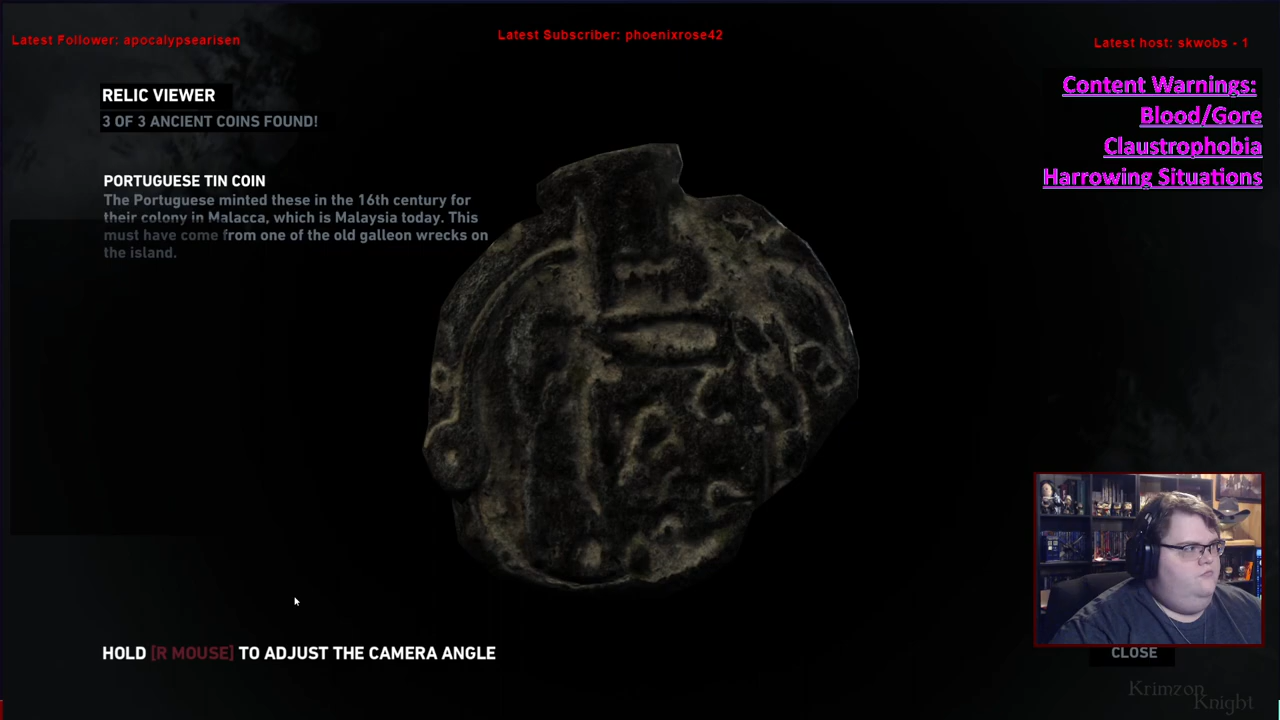 Latest Follower: apocalypsearisen
Latest Subscriber: phoenixrose42
Latest host: skwobs - 1
Content Warnings:
Blood/Gore
Claustrophobia
Harrowing Situations
RELIC VIEWER
3 OF 3 ANCIENT COINS FOUND!
PORTUGUESE TIN COIN
The Portuguese minted these in the 16th century for
their colony in Malacca, which is Malaysia today. This
must have come from one of the old galleon wrecks on
the island.
HOLD [R MOUSE] TO ADJUST THE CAMERA ANGLE
CLOSE
Krimzon
Knight